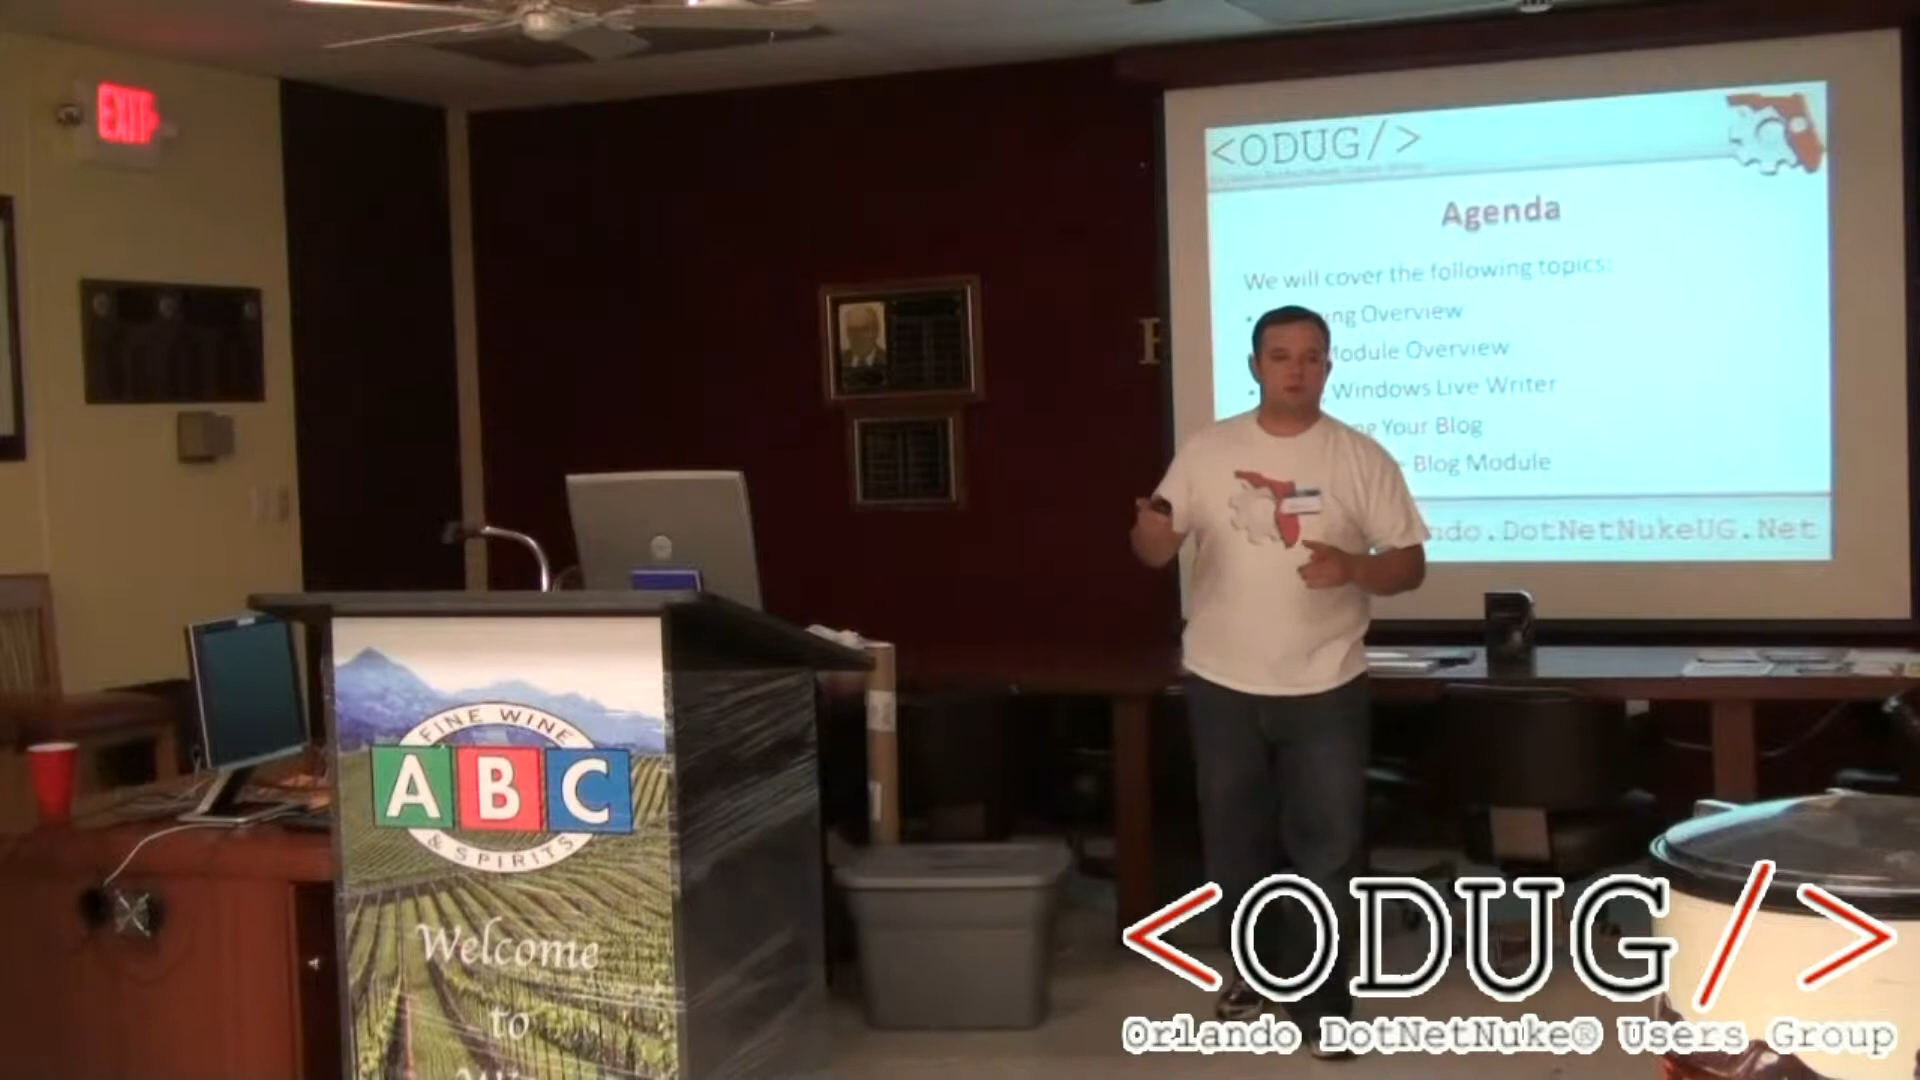 EXIT
<ODUG/>
Agenda
We will cover the following topics:
Overview
Module Overview
Windows Live Writer
Your Blog
- Blog Module
.DotNetNukeUG.Net
FINE WINE
ABC
& SPIRITS
Welcome
to
<ODUG/>
Orlando DotNetNuke® Users Group